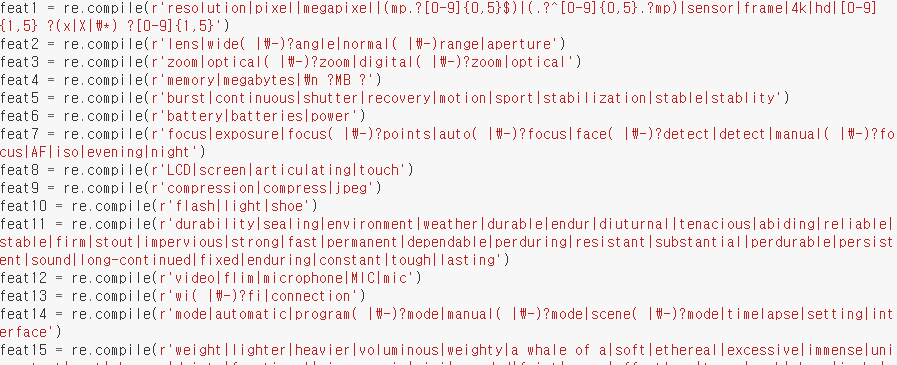 feat1 = re.compile(r'resolution|pixel|megapixel|(mp.?[0-9]{0,5}$)|(.?^[0-9]{0,5}.?mp)|sensor|frame|4k|hd|[0-9]
{1,5} ?(x|X|₩*) ?[0-9]{1,5}')
feat2 = re.compile(r'lens|wide( |₩-)?angle|normal( |₩-)range|aperture')
feat3 = re.compile(r'zoom|optical( |₩-)?zoom|digital( |₩-)?zoom|optical')
feat4 = re.compile(r'memory|megabytes|₩n ?MB ?')
feat5 = re.compile(r'burst|continuous|shutter|recovery|motion|sport|stabilization|stable|stablity')
feat6 = re.compile(r'battery|batteries|power')
feat7 = re.compile(r'focus|exposure|focus( |₩-)?points|auto( |₩-)?focus|face( |₩-)?detect|detect|manual( |₩-)?fo
cus|AF|iso|evening|night')
feat8 = re.compile(r'LCD|screen|articulating|touch')
feat9 = re.compile(r'compression|compress|jpeg')
feat10 = re.compile(r'flash|light|shoe')
feat11 = re.compile(r'durability|sealing|environment|weather|durable|endur|diuturnal|tenacious|abiding|reliable|
stable|firm|stout|impervious|strong|fast|permanent|dependable|perduring|resistant|substantial|perdurable|persist
ent|sound|long-continued|fixed|enduring|constant|tough|lasting')
feat12 = re.compile(r'video|flim|microphone|MIC|mic')
feat13 = re.compile(r'wi( |₩-)?fi|connection')
feat14 = re.compile(r'mode|automatic|program( |₩-)?mode|manual( |₩-)?mode|scene( |₩-)?mode|timelapse|setting|int
erface')
feat15 = re.compile(r'weight|lighter|heavier|voluminous|weighty|a whale of a|soft|ethereal|excessive|immense|uni